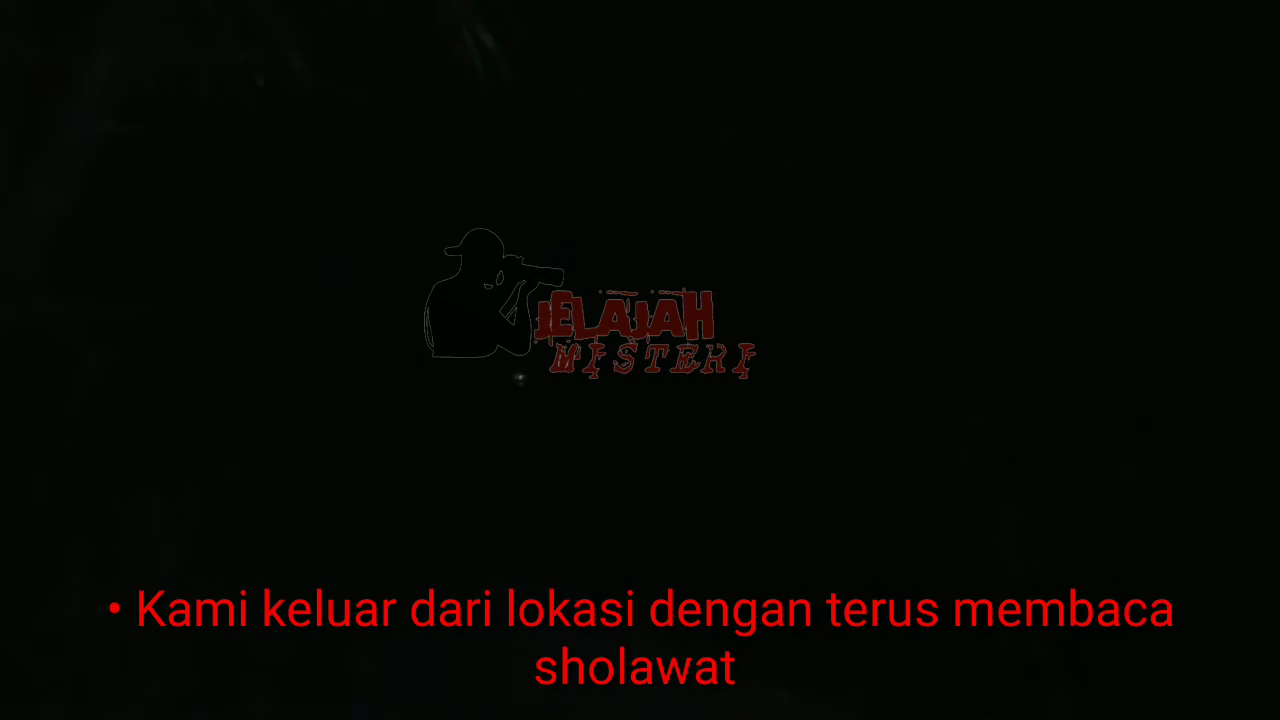 JELAJAH
MISTERI
• Kami keluar dari lokasi dengan terus membaca
sholawat